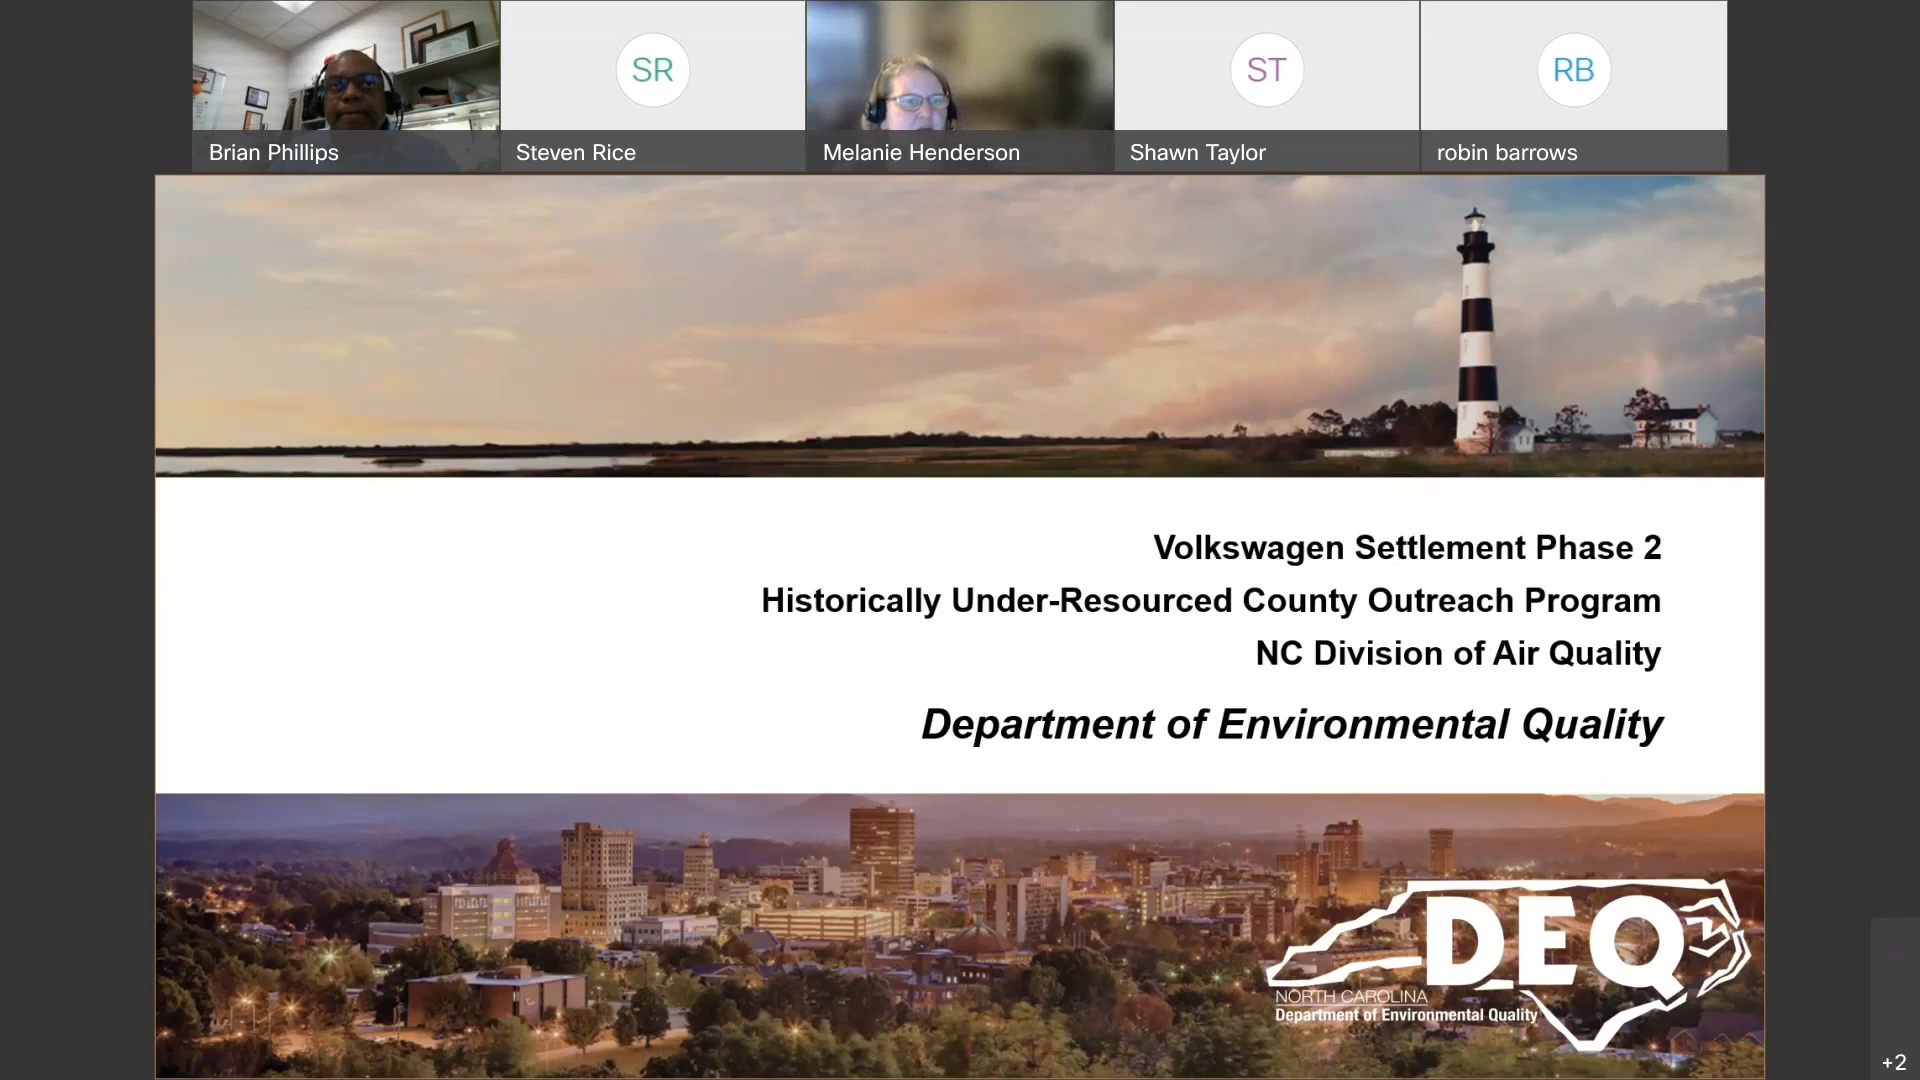 SR
ST
RB
Brian Phillips
Steven Rice
Melanie Henderson
Shawn Taylor
robin barrows
Volkswagen Settlement Phase 2
Historically Under-Resourced County Outreach Program
NC Division of Air Quality
Department of Environmental Quality
DEQ
NORTH CAROLINA
Department of Environmental Quality
+2